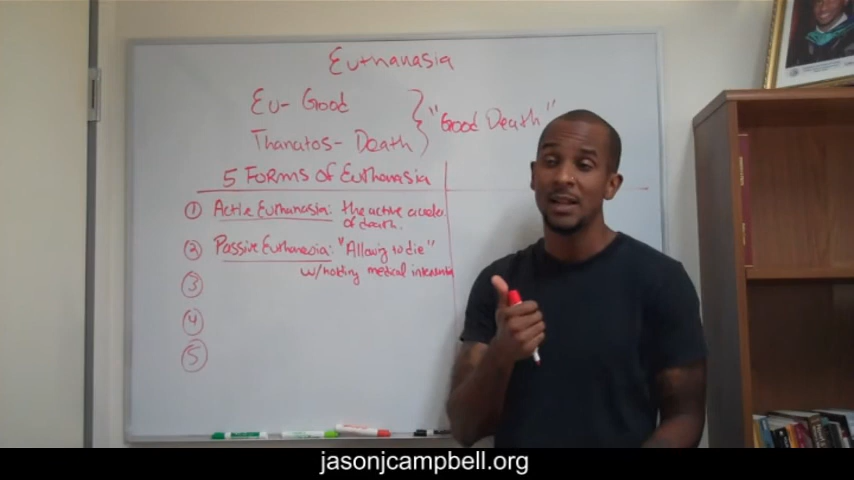 Euthanasia
Eu- Good
Thanatos- Death
"Good Death"
5 Forms of Euthanasia
① Active Euthanasia: the active
of death.
② Passive Euthanasia: "Allowing to die"
w/holding medical intervention
③
④
⑤
jasonjcampbell.org